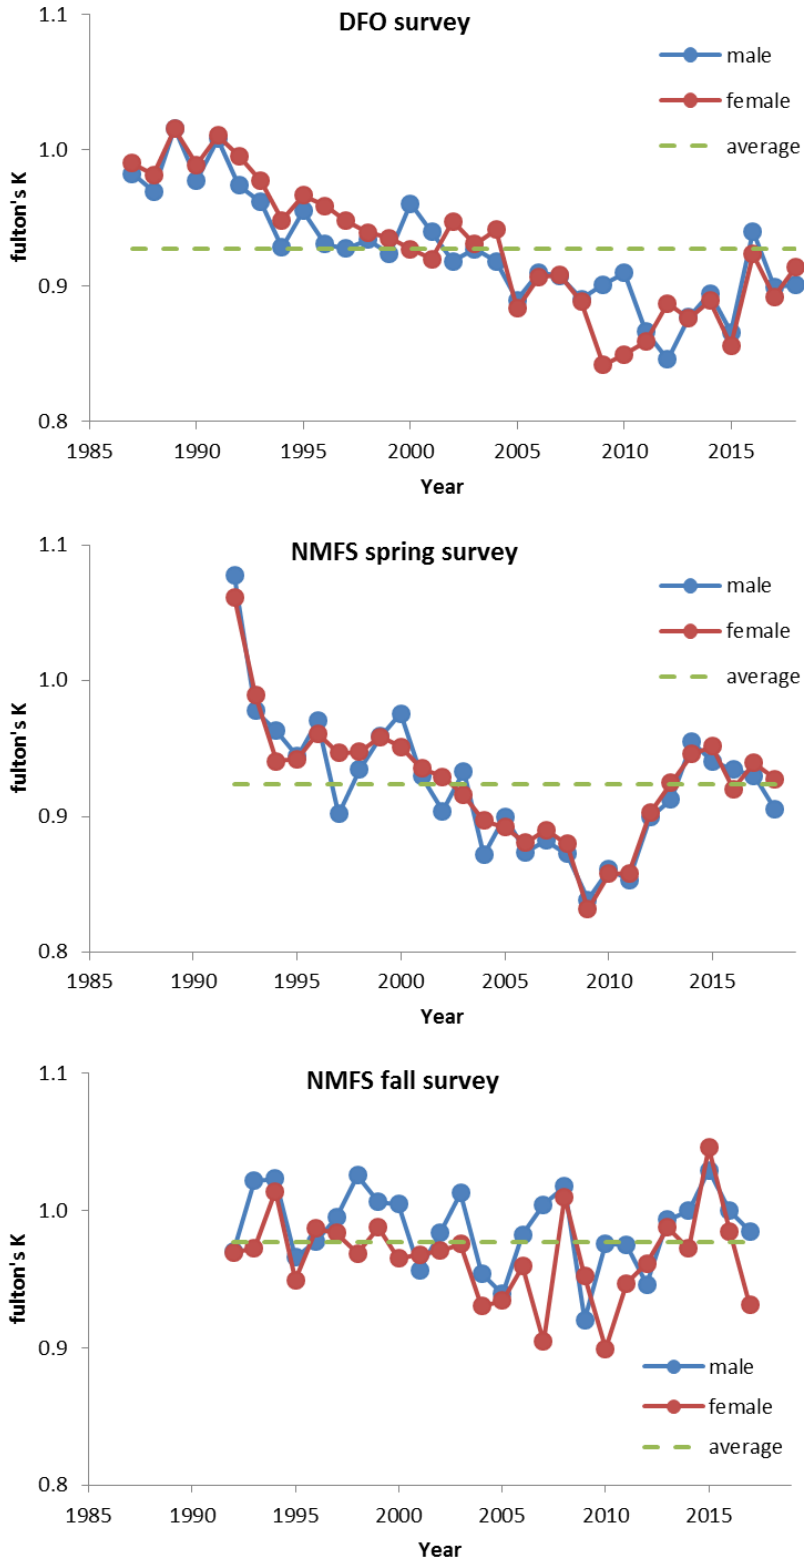 DFO survey
1.1
1.0
0.9
0.8
fulton's K
male
female
average
1985 1990 1995 2000 2005 2010 2015
Year
NMFS spring survey
1.1
1.0
0.9
0.8
fulton's K
male
female
average
1985 1990 1995 2000 2005 2010 2015
Year
NMFS fall survey
1.1
1.0
0.9
0.8
fulton's K
male
female
average
1985 1990 1995 2000 2005 2010 2015
Year